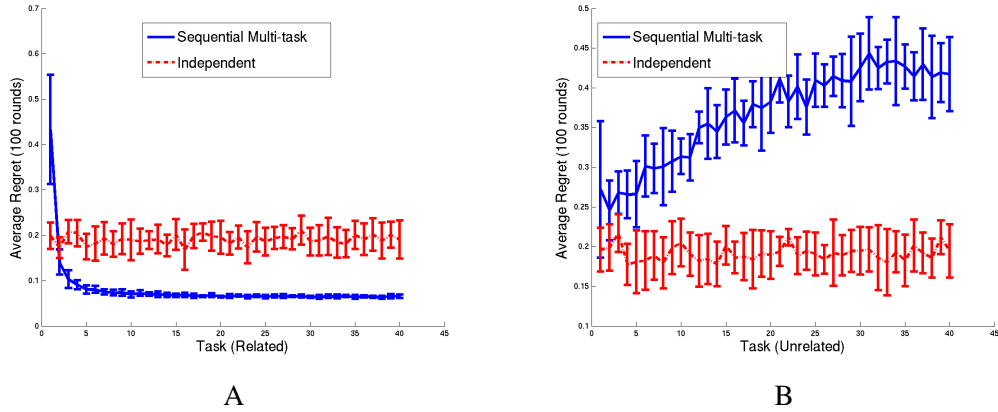 0.7
0.6
0.5
0.4
0.3
0.2
0.1
0
Average Regret (100 rounds)
Sequential Multi-task
Independent
0 5 10 15 20 25 30 35 40 45
Task (Related)
A
0.5
0.45
0.4
0.35
0.3
0.25
0.2
0.15
0.1
Average Regret (100 rounds)
Sequential Multi-task
Independent
0 5 10 15 20 25 30 35 40 45
Task (Unrelated)
B